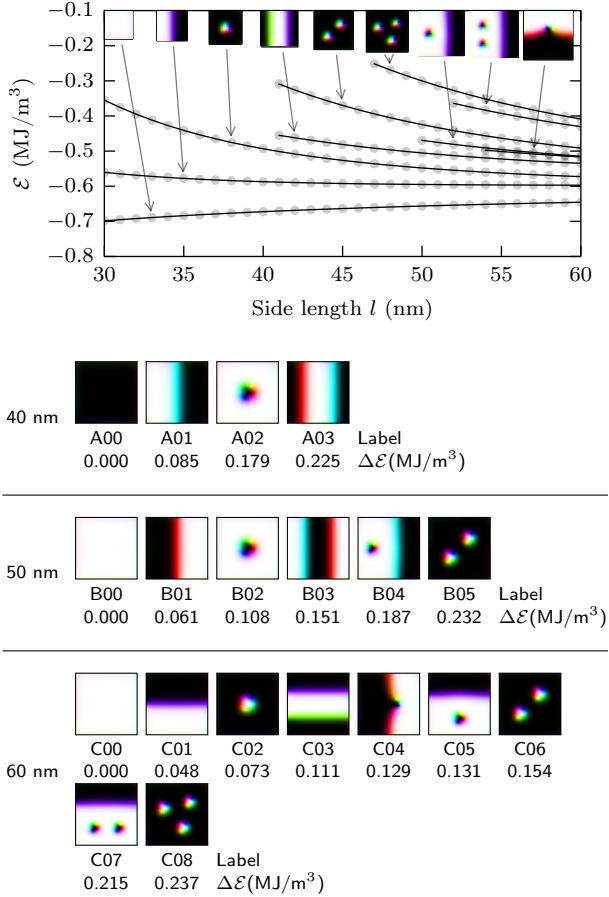 −0.1
−0.2
−0.3
−0.4
−0.5
−0.6
−0.7
−0.8
ℰ (MJ/m³)
30 35 40 45 50 55 60
Side length l (nm)
40 nm
A00 A01 A02 A03 Label
0.000 0.085 0.179 0.225 Δℰ(MJ/m³)
50 nm
B00 B01 B02 B03 B04 B05 Label
0.000 0.061 0.108 0.151 0.187 0.232 Δℰ(MJ/m³)
60 nm
C00 C01 C02 C03 C04 C05 C06
0.000 0.048 0.073 0.111 0.129 0.131 0.154
C07 C08 Label
0.215 0.237 Δℰ(MJ/m³)